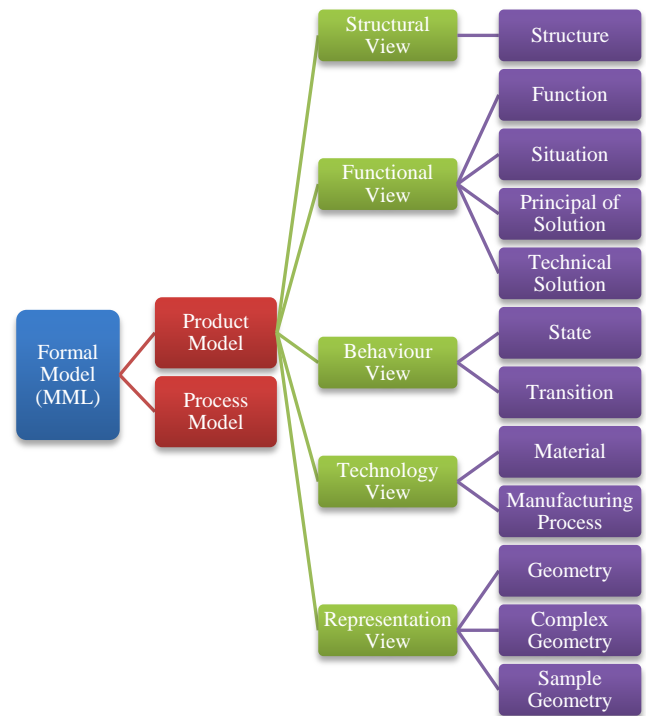 Structural
View
Structure
Function
Situation
Functional
View
Principal of
Solution
Technical
Solution
Formal
Model
(MML)
Product
Model
Process
Model
Behaviour
View
State
Transition
Technology
View
Material
Manufacturing
Process
Representation
View
Geometry
Complex
Geometry
Sample
Geometry